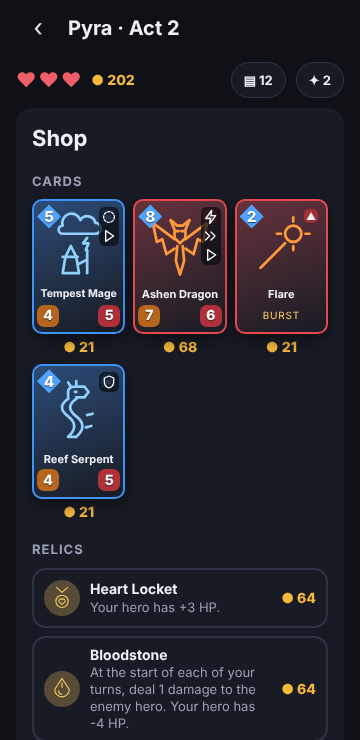 Pyra · Act 2
202
12
2
Shop
CARDS
5
Tempest Mage
4
5
21
8
Ashen Dragon
7
6
68
2
Flare
BURST
21
4
Reef Serpent
4
5
21
RELICS
Heart Locket
Your hero has +3 HP.
64
Bloodstone
At the start of each of your
turns, deal 1 damage to the
enemy hero. Your hero has
-4 HP.
64